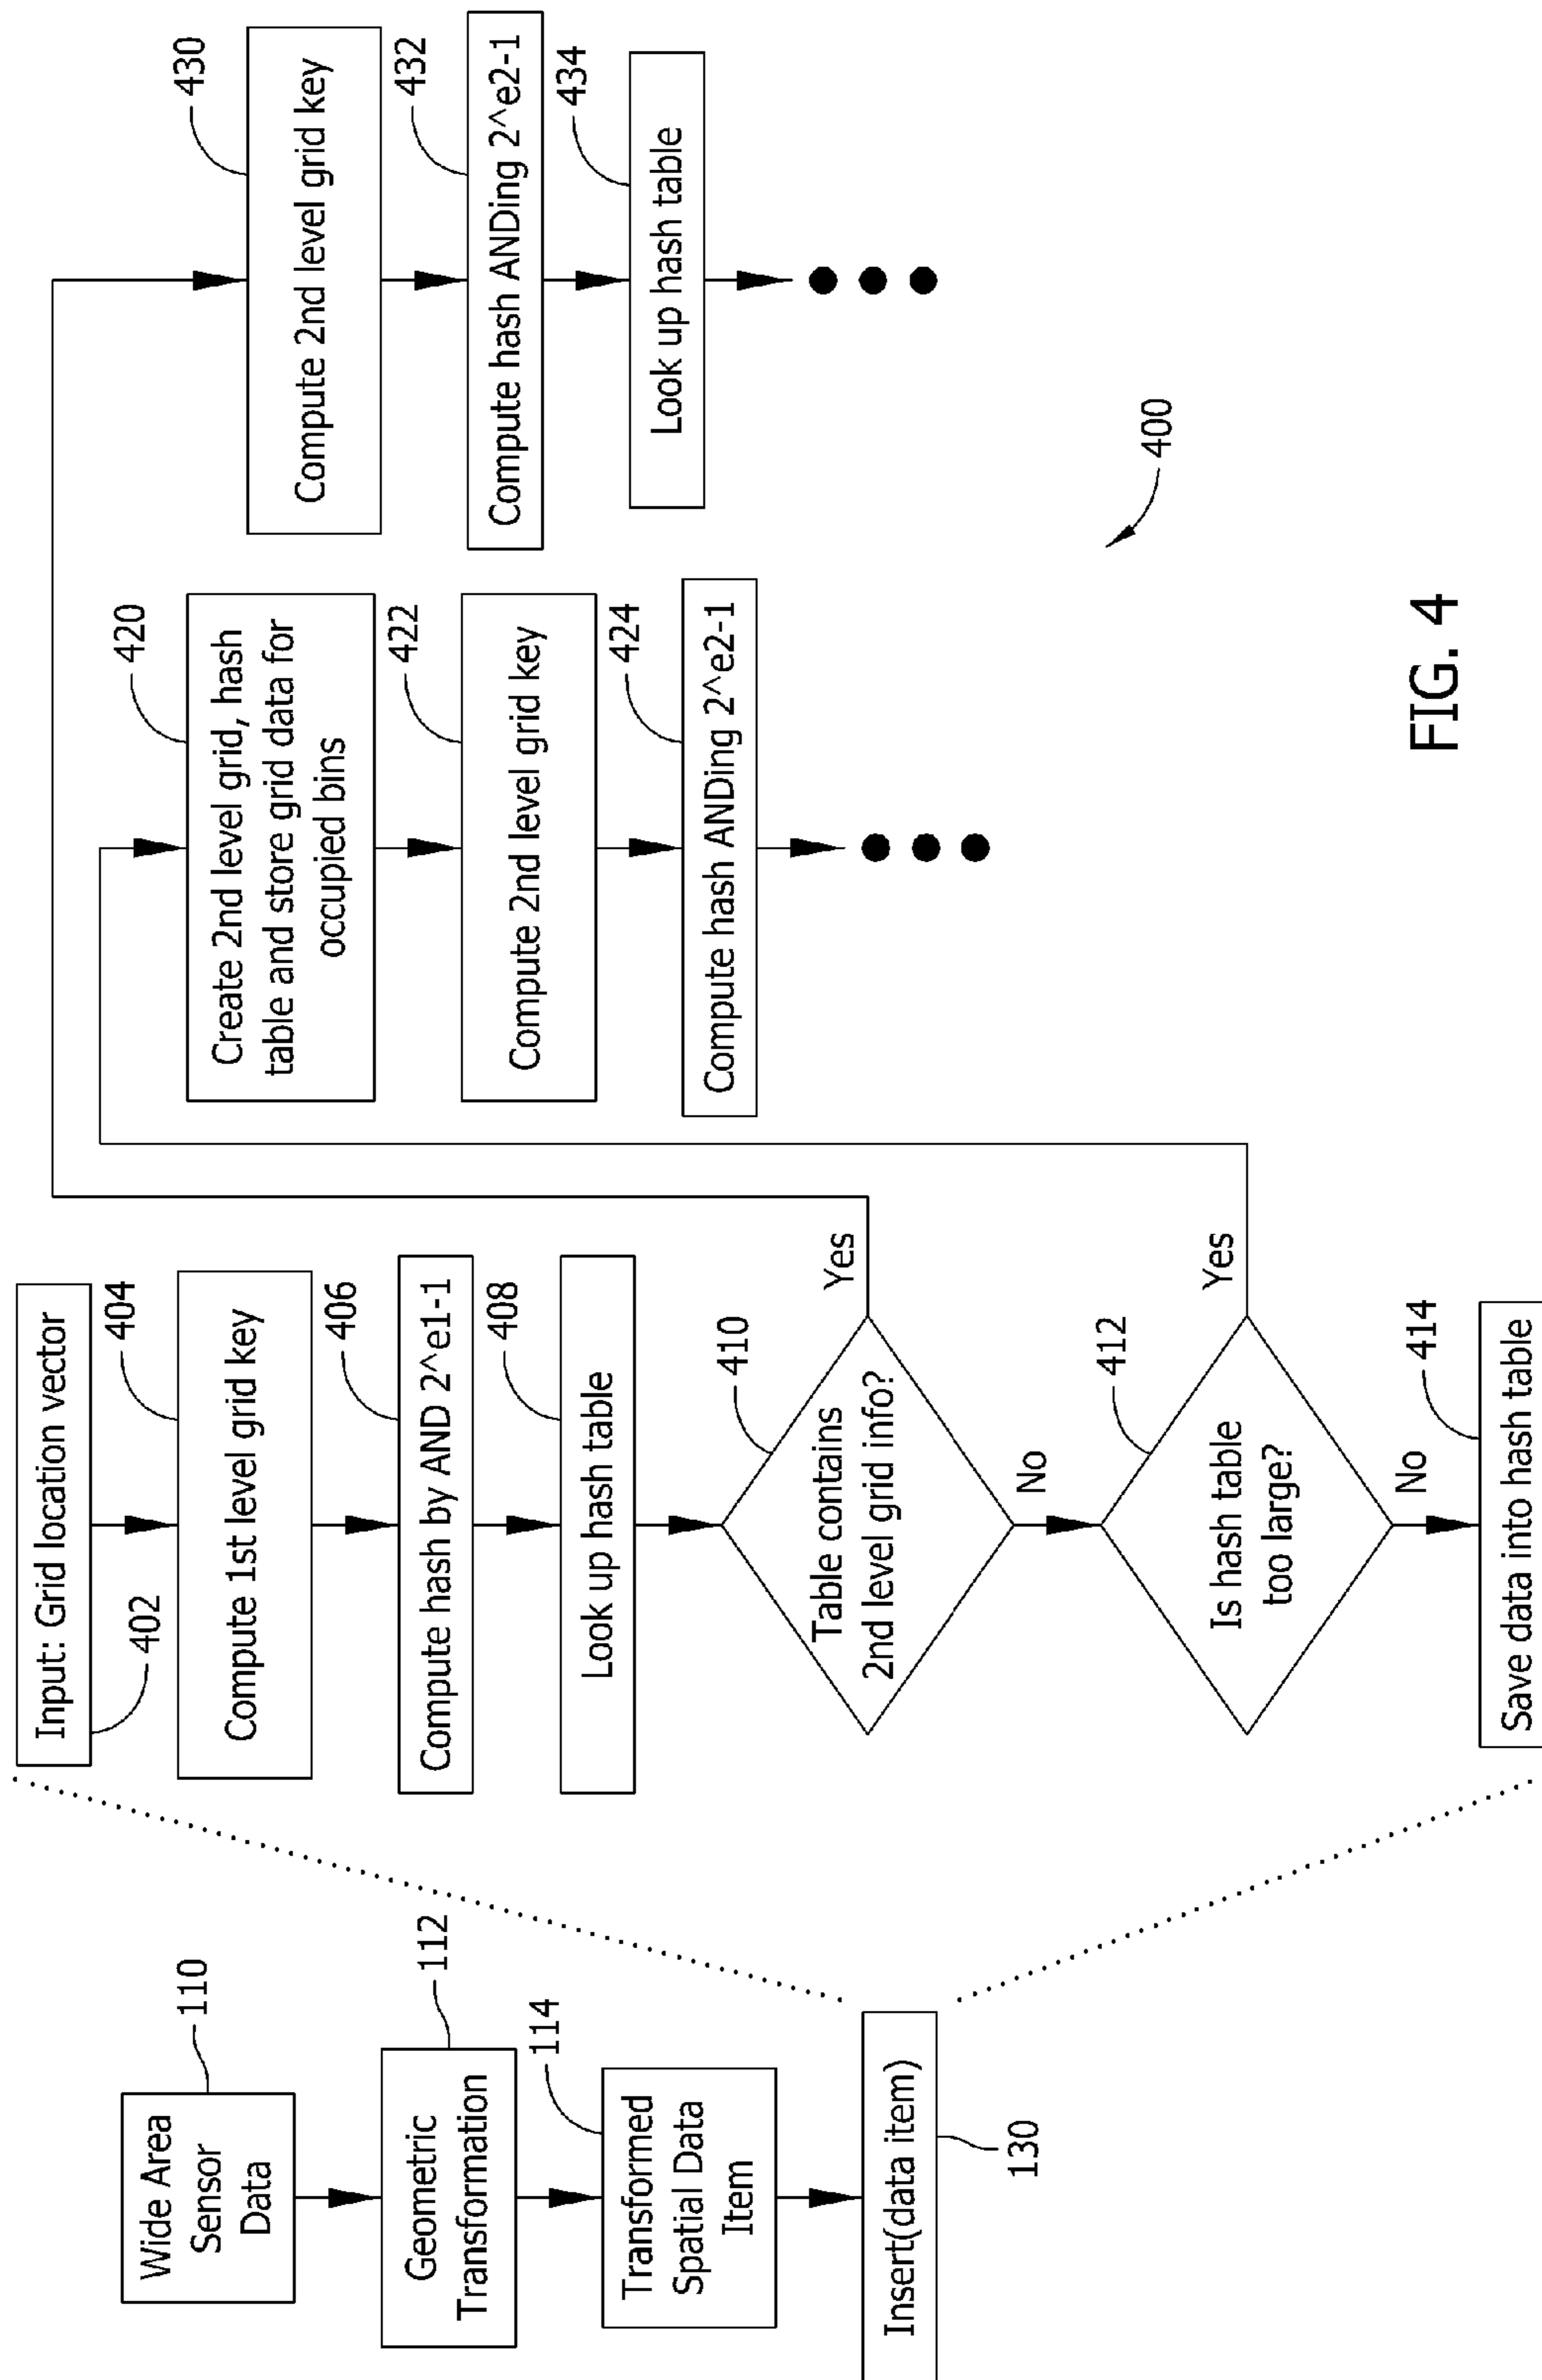 110
Wide Area
Sensor
Data
112
Geometric
Transformation
114
Transformed
Spatial Data
Item
Insert(data item)
130
Input: Grid location vector
402
404
Compute 1st level grid key
406
Compute hash by AND 2^e1-1
408
Look up hash table
410
Table contains
2nd level grid info?
Yes
No
412
Is hash table
too large?
Yes
No
414
Save data into hash table
420
Create 2nd level grid, hash
table and store grid data for
occupied bins
422
Compute 2nd level grid key
424
Compute hash ANDing 2^e2-1
430
Compute 2nd level grid key
432
Compute hash ANDing 2^e2-1
434
Look up hash table
400
FIG. 4